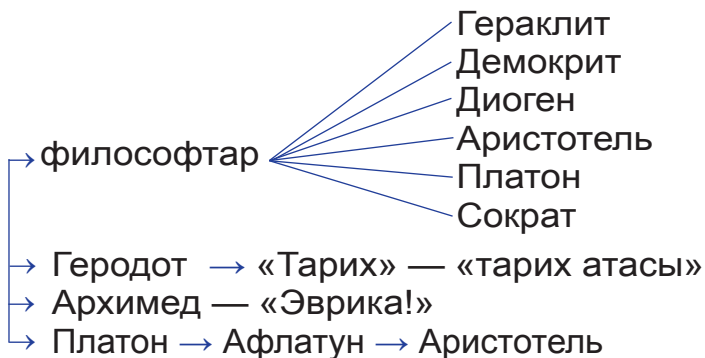 Гераклит
Демокрит
Диоген
Аристотель
Платон
Сократ
→ философтар
→ Геродот → «Тарих» — «тарих атасы»
→ Архимед — «Эврика!»
→ Платон → Афлатун → Аристотель